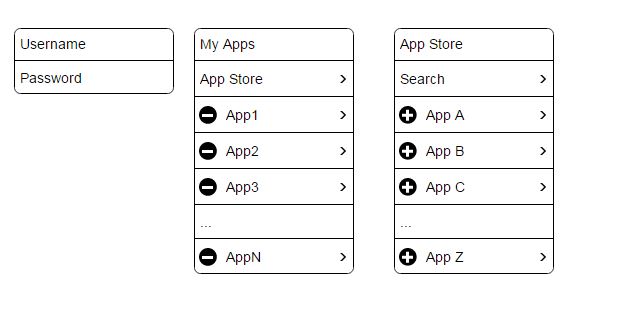 Username
Password
My Apps
App Store
App1
App2
App3
...
AppN
App Store
Search
App A
App B
App C
...
App Z